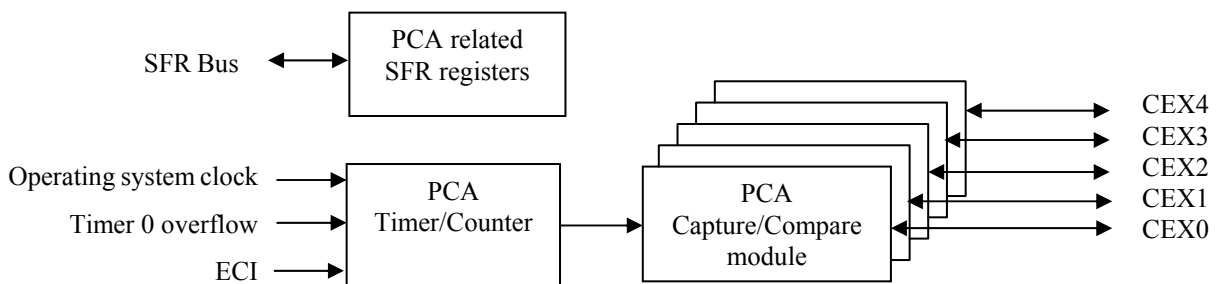 SFR Bus
PCA related
SFR registers
Operating system clock
Timer 0 overflow
ECI
PCA
Timer/Counter
PCA
Capture/Compare
module
CEX4
CEX3
CEX2
CEX1
CEX0